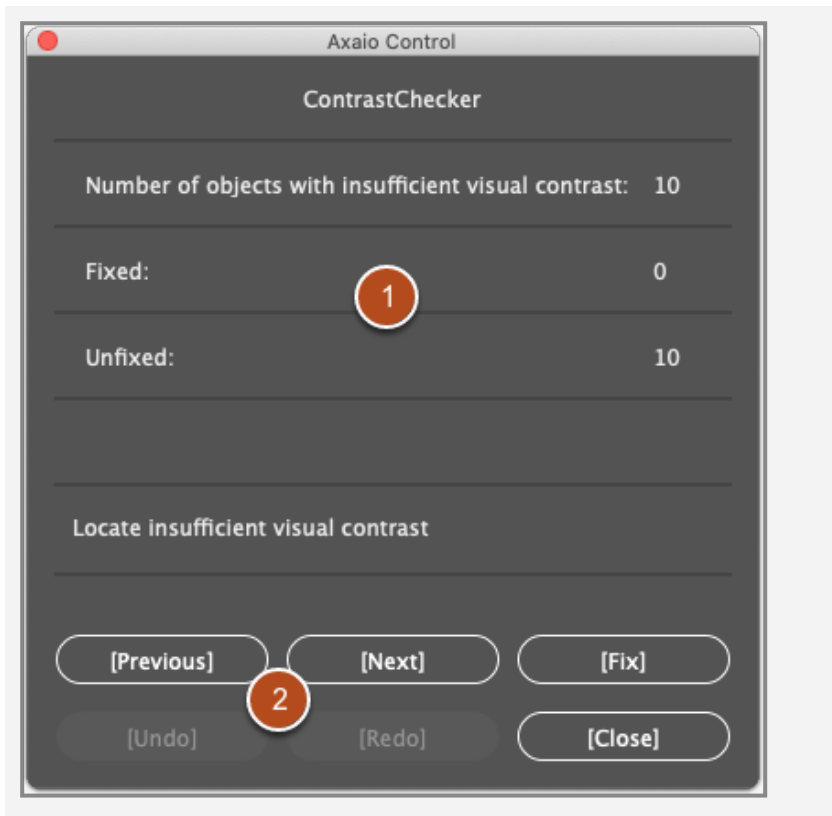 Axaio Control
ContrastChecker
Number of objects with insufficient visual contrast: 10
Fixed: 0
1
Unfixed: 10
Locate insufficient visual contrast
[Previous] [Next] [Fix]
2
[Undo] [Redo] [Close]